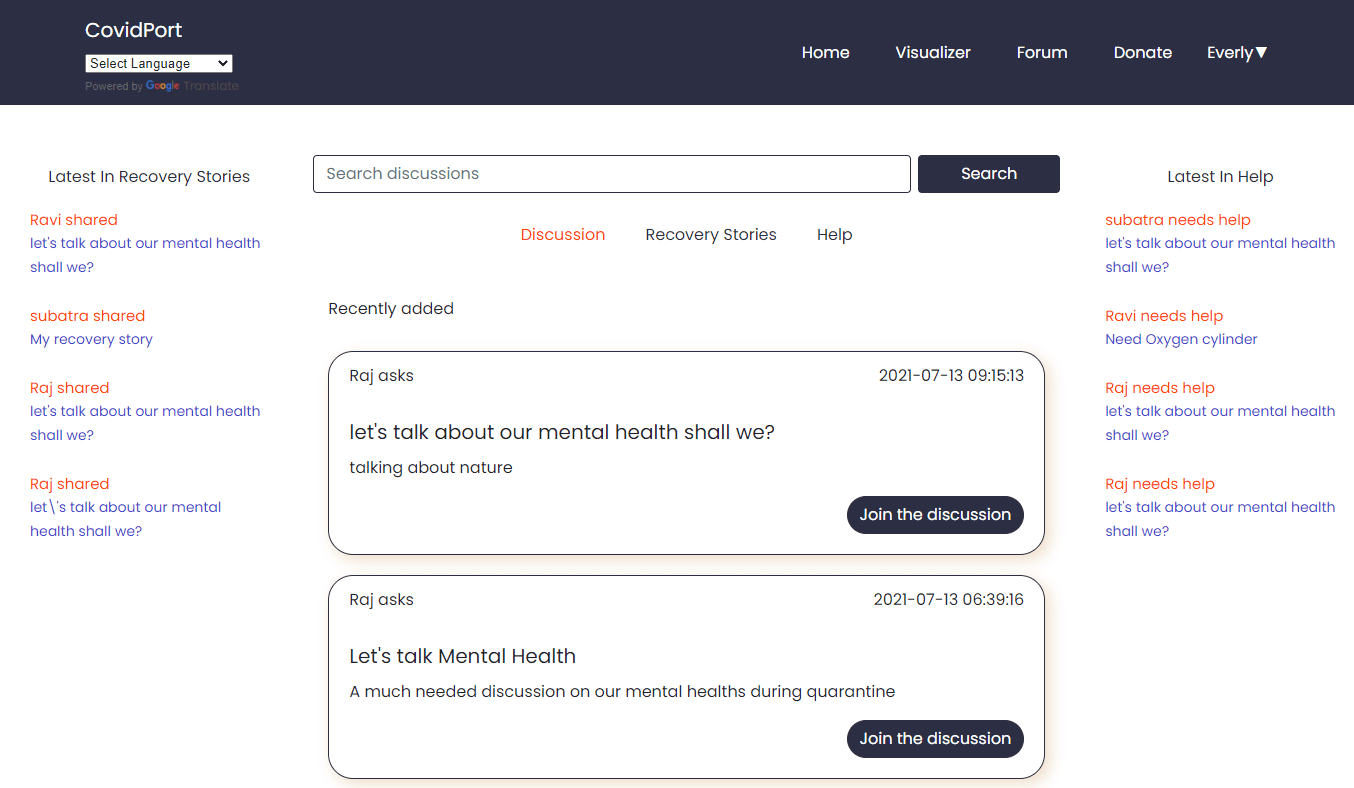 CovidPort
Select Language
Powered by Google Translate
Home Visualizer Forum Donate Everly▼
Latest In Recovery Stories
Ravi shared
let's talk about our mental health
shall we?
subatra shared
My recovery story
Raj shared
let's talk about our mental health
shall we?
Raj shared
let\'s talk about our mental
health shall we?
Search discussions
Search
Discussion Recovery Stories Help
Recently added
Raj asks 2021-07-13 09:15:13
let's talk about our mental health shall we?
talking about nature
Join the discussion
Raj asks 2021-07-13 06:39:16
Let's talk Mental Health
A much needed discussion on our mental healths during quarantine
Join the discussion
Latest In Help
subatra needs help
let's talk about our mental health
shall we?
Ravi needs help
Need Oxygen cylinder
Raj needs help
let's talk about our mental health
shall we?
Raj needs help
let's talk about our mental health
shall we?